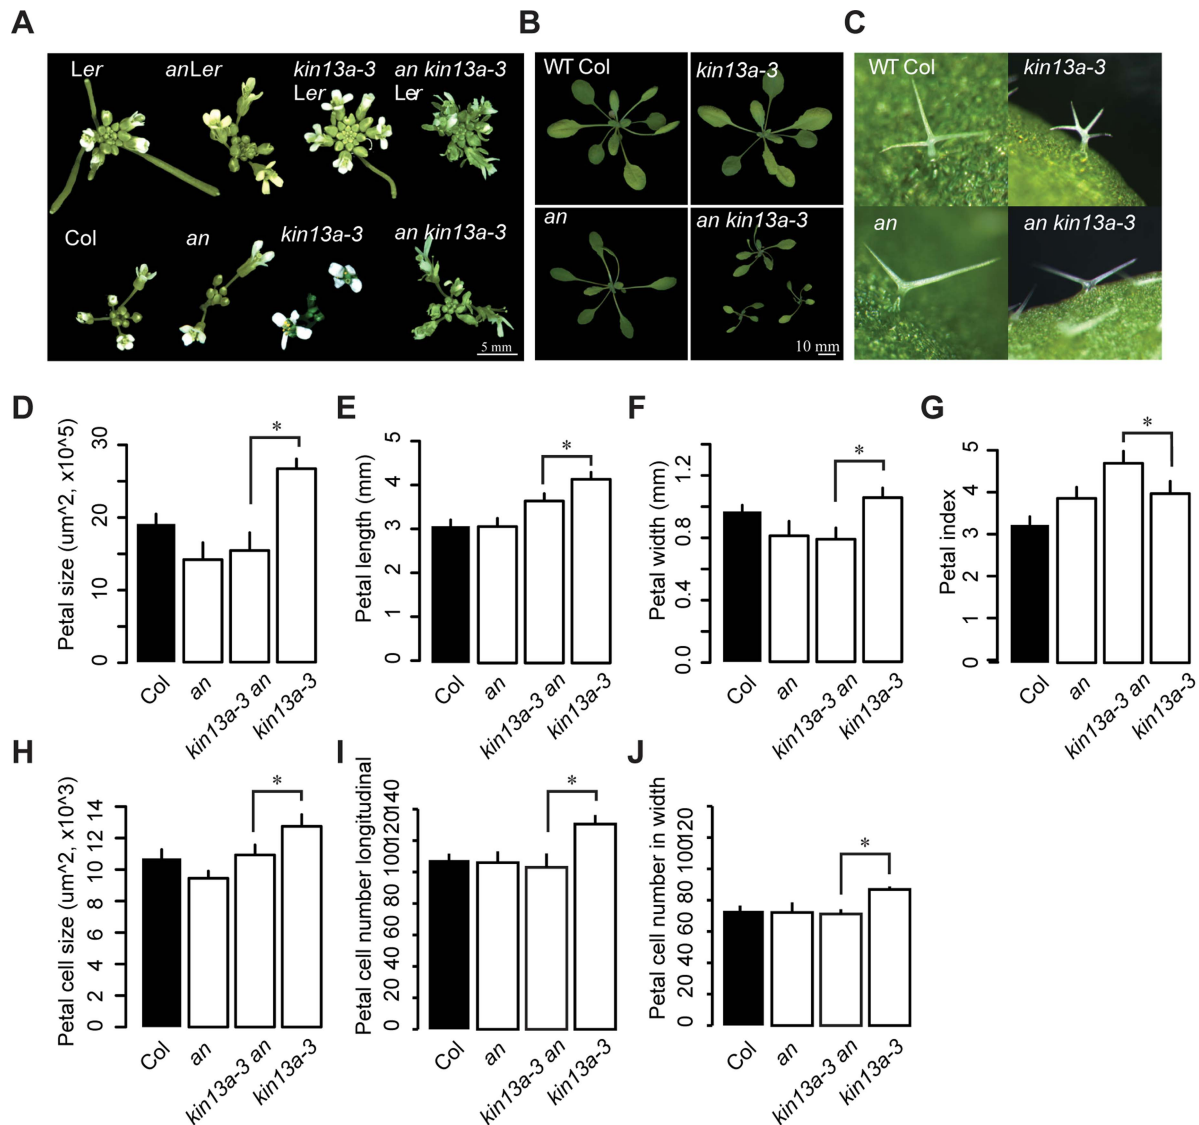 A
B
C
Ler
anLer
kin13a-3
Ler
an kin13a-3
Ler
Col
an
kin13a-3
an kin13a-3
5 mm
WT Col
kin13a-3
an
an kin13a-3
10 mm
WT Col
kin13a-3
an
an kin13a-3
D
Petal size (um^2, x10^5)
0
10
20
30
*
Col
an
kin13a-3 an
kin13a-3
E
Petal length (mm)
0
1
2
3
4
5
*
Col
an
kin13a-3 an
kin13a-3
F
Petal width (mm)
0.0
0.4
0.8
1.2
*
Col
an
kin13a-3 an
kin13a-3
G
Petal index
0
1
2
3
4
5
*
Col
an
kin13a-3 an
kin13a-3
H
Petal cell size (um^2, x10^3)
0
2
4
6
8
10
12
14
*
Col
an
kin13a-3 an
kin13a-3
I
Petal cell number longitudinal
0
20
40
60
80
100
120
140
*
Col
an
kin13a-3 an
kin13a-3
J
Petal cell number in width
0
20
40
60
80
100
120
*
Col
an
kin13a-3 an
kin13a-3